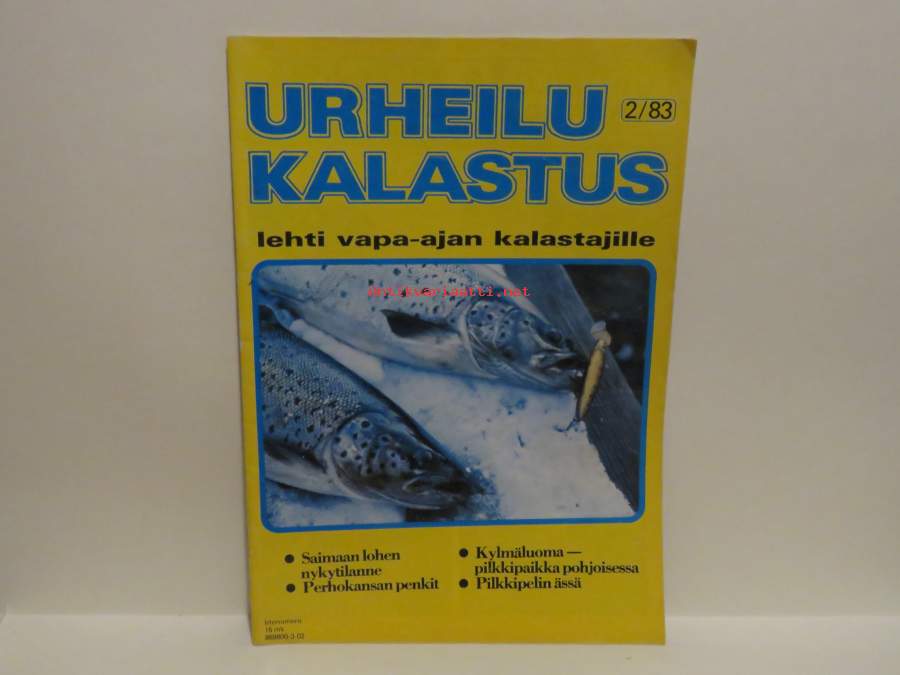 URHEILU
2/83
KALASTUS
lehti vapa-ajan kalastajille
antikvariaatti.net
● Saimaan lohen
nykytilanne
● Perhokansan penkit
● Kylmäluoma —
pilkkipaikka pohjoisessa
● Pilkkipelin ässä
Irtonumero
16 mk